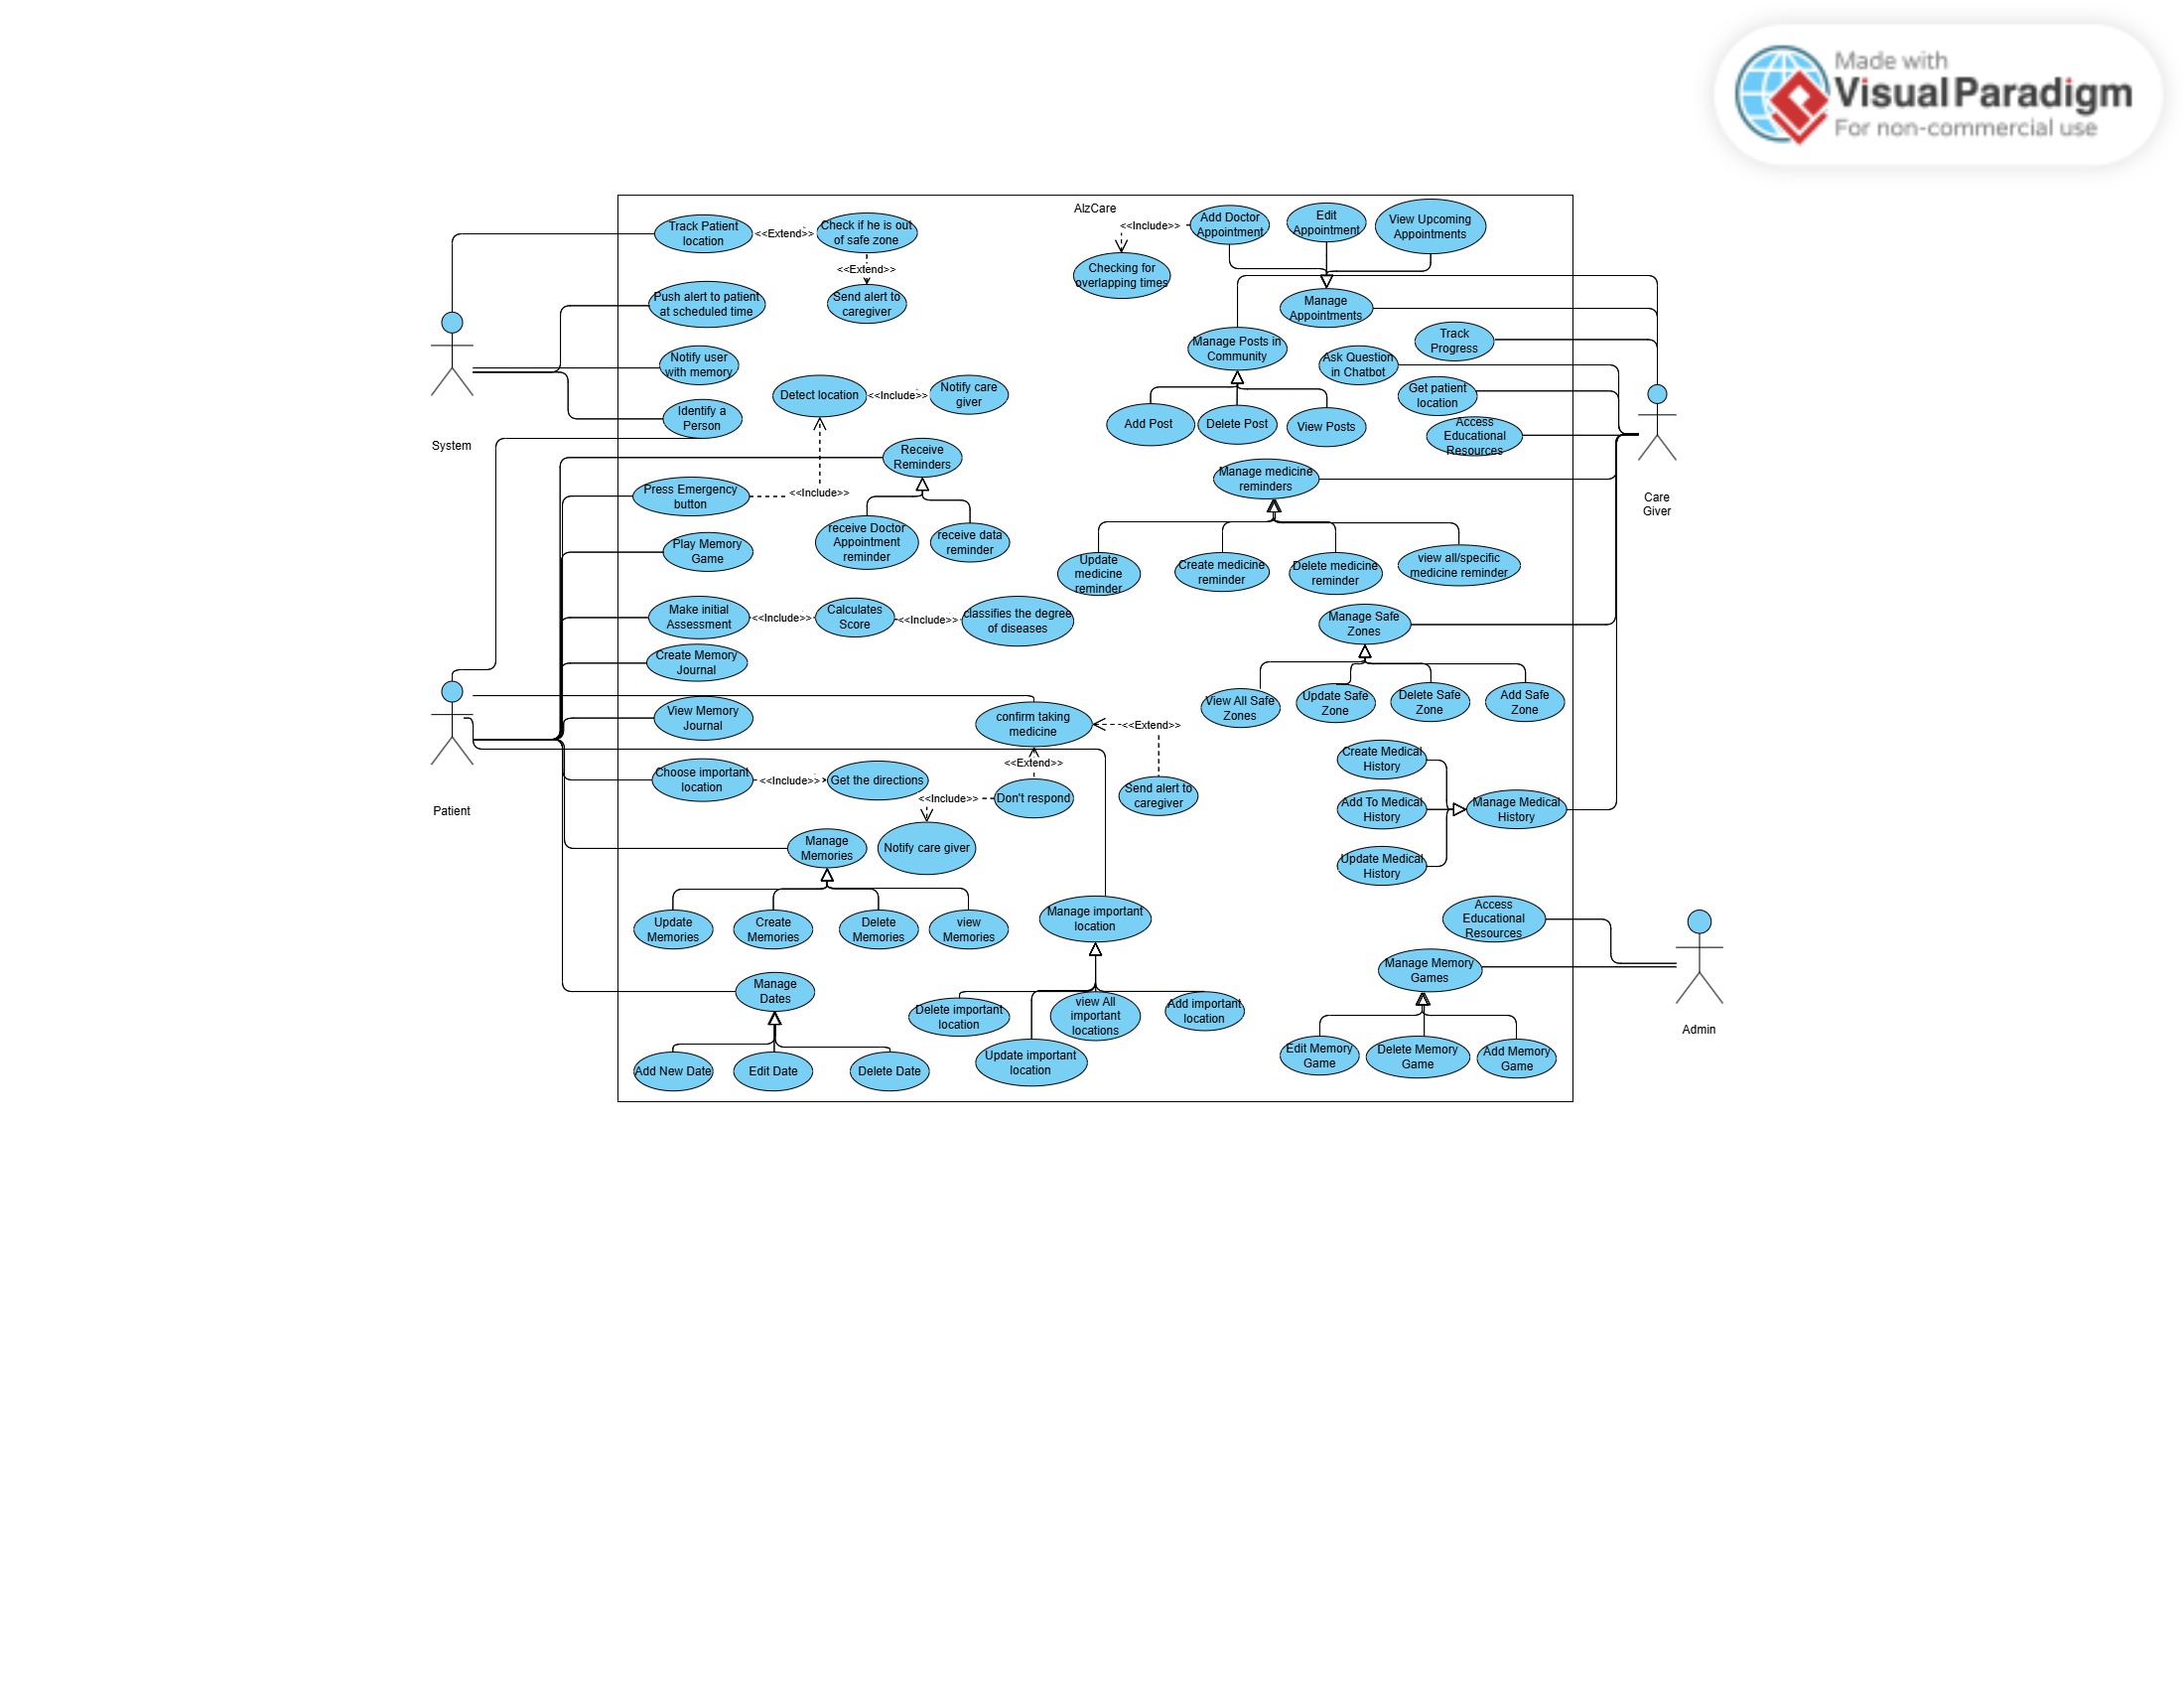 Made with
Visual Paradigm
For non-commercial use
AlzCare
Track Patient
location
<<Extend>>
Check if he is out
of safe zone
<<Extend>>
Send alert to
caregiver
Push alert to patient
at scheduled time
Notify user
with memory
Identify a
Person
System
Detect location
<<Include>>
Notify care
giver
Receive
Reminders
Press Emergency
button
<<Include>>
receive Doctor
Appointment
reminder
receive data
reminder
Play Memory
Game
Make initial
Assessment
<<Include>>
Calculates
Score
<<Include>>
classifies the degree
of diseases
Create Memory
Journal
View Memory
Journal
confirm taking
medicine
<<Extend>>
<<Extend>>
Send alert to
caregiver
Don't respond
<<Include>>
Notify care giver
Choose important
location
<<Include>>
Get the directions
Patient
Manage
Memories
Update
Memories
Create
Memories
Delete
Memories
view
Memories
Manage
Dates
Add New Date
Edit Date
Delete Date
Manage important
location
Delete important
location
Update important
location
view All
important
locations
Add important
location
Add Doctor
Appointment
<<Include>>
Checking for
overlapping times
Edit
Appointment
View Upcoming
Appointments
Manage
Appointments
Manage Posts in
Community
Add Post
Delete Post
View Posts
Track
Progress
Ask Question
in Chatbot
Get patient
location
Access
Educational
Resources
Care
Giver
Manage medicine
reminders
Update
medicine
reminder
Create medicine
reminder
Delete medicine
reminder
view all/specific
medicine reminder
Manage Safe
Zones
View All Safe
Zones
Update Safe
Zone
Delete Safe
Zone
Add Safe
Zone
Create Medical
History
Add To Medical
History
Update Medical
History
Manage Medical
History
Access
Educational
Resources
Manage Memory
Games
Edit Memory
Game
Delete Memory
Game
Add Memory
Game
Admin